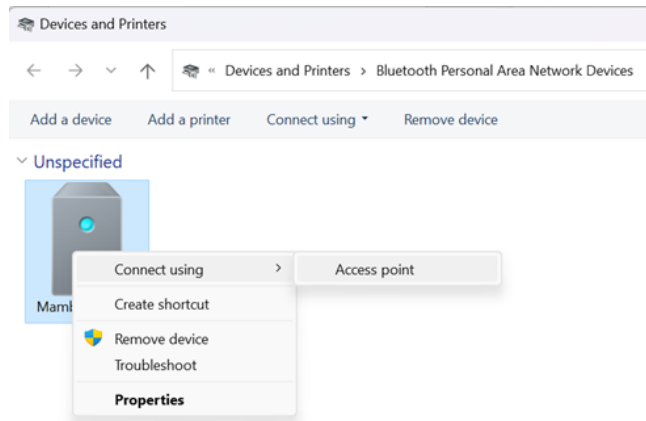 Devices and Printers
« Devices and Printers > Bluetooth Personal Area Network Devices
Add a device Add a printer Connect using Remove device
Unspecified
Connect using > Access point
Create shortcut
Remove device
Troubleshoot
Properties